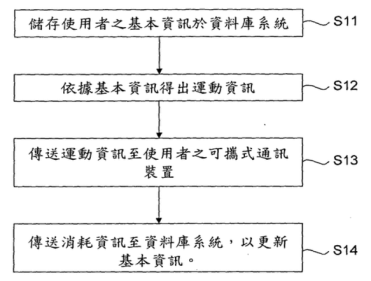 儲存使用者之基本資訊於資料庫系統
S11
依據基本資訊得出運動資訊
S12
傳送運動資訊至使用者之可攜式通訊
裝置
S13
傳送消耗資訊至資料庫系統，以更新
基本資訊。
S14